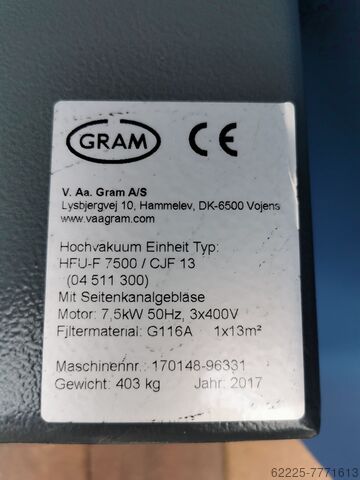 GRAM CE
V. Aa. Gram A/S
Lysbjergvej 10, Hammelev, DK-6500 Vojens
www.vaagram.com
Hochvakuum Einheit Typ:
HFU-F 7500 / CJF 13
(04 511 300)
Mit Seitenkanalgebläse
Motor: 7,5kW 50Hz, 3x400V
Filtermaterial: G116A 1x13m²
Maschinennr.: 170148-96331
Gewicht: 403 kg Jahr: 2017
62225-7771613